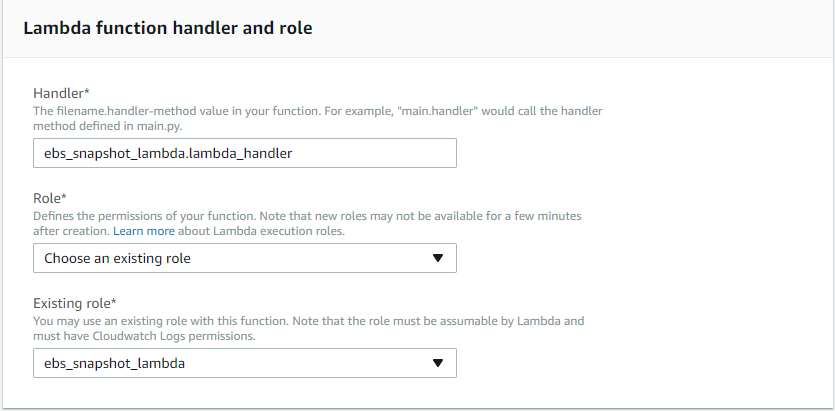 Lambda function handler and role
Handler*
The filename.handler-method value in your function. For example, "main.handler" would call the handler
method defined in main.py.
ebs_snapshot_lambda.lambda_handler
Role*
Defines the permissions of your function. Note that new roles may not be available for a few minutes
after creation. Learn more about Lambda execution roles.
Choose an existing role
Existing role*
You may use an existing role with this function. Note that the role must be assumable by Lambda and
must have Cloudwatch Logs permissions.
ebs_snapshot_lambda